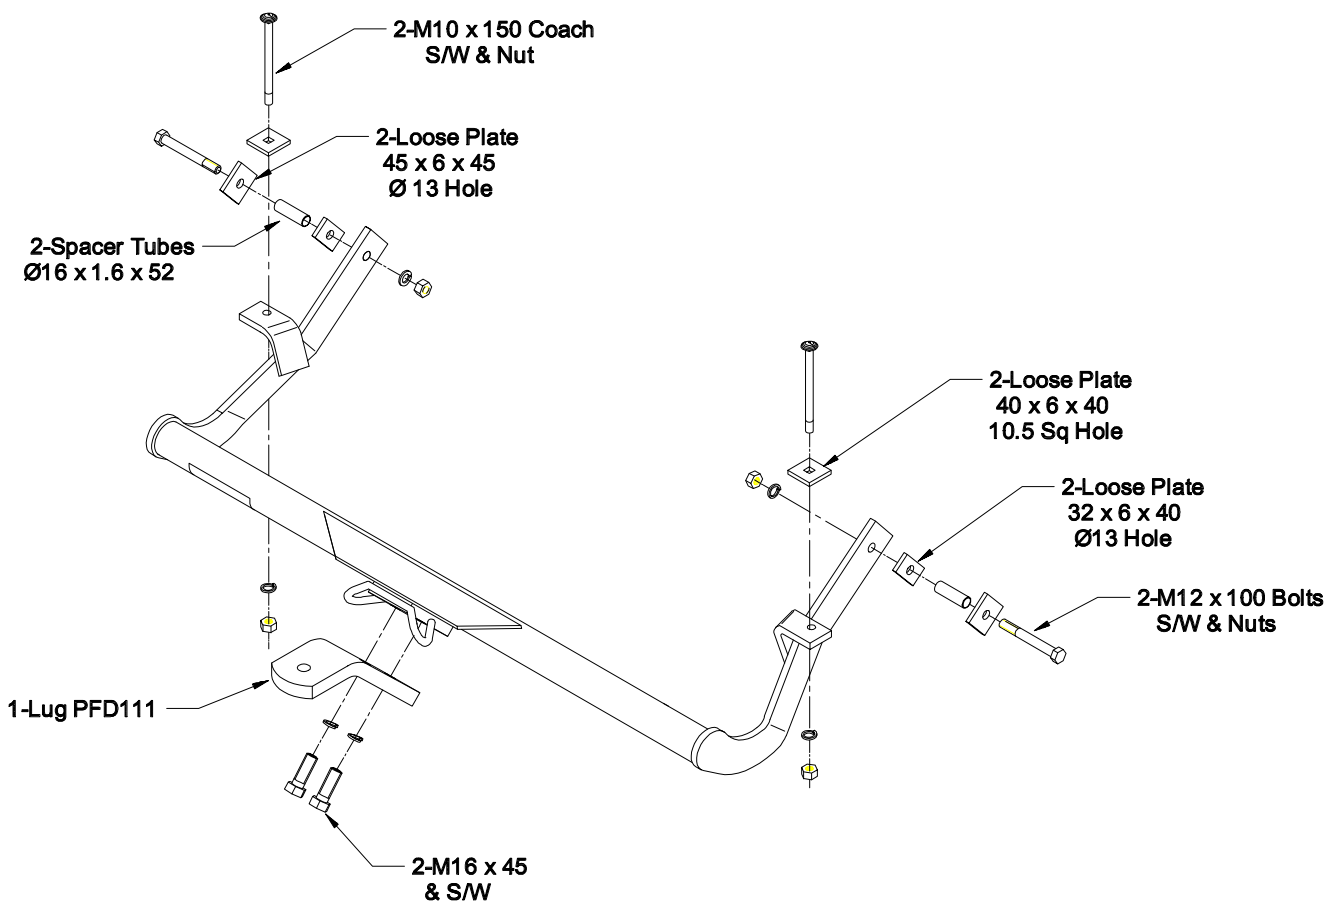 2-M10 x 150 Coach
S/W & Nut
2-Loose Plate
45 x 6 x 45
Ø 13 Hole
2-Spacer Tubes
Ø16 x 1.6 x 52
2-Loose Plate
40 x 6 x 40
10.5 Sq Hole
2-Loose Plate
32 x 6 x 40
Ø13 Hole
2-M12 x 100 Bolts
S/W & Nuts
1-Lug PFD111
2-M16 x 45
& S/W